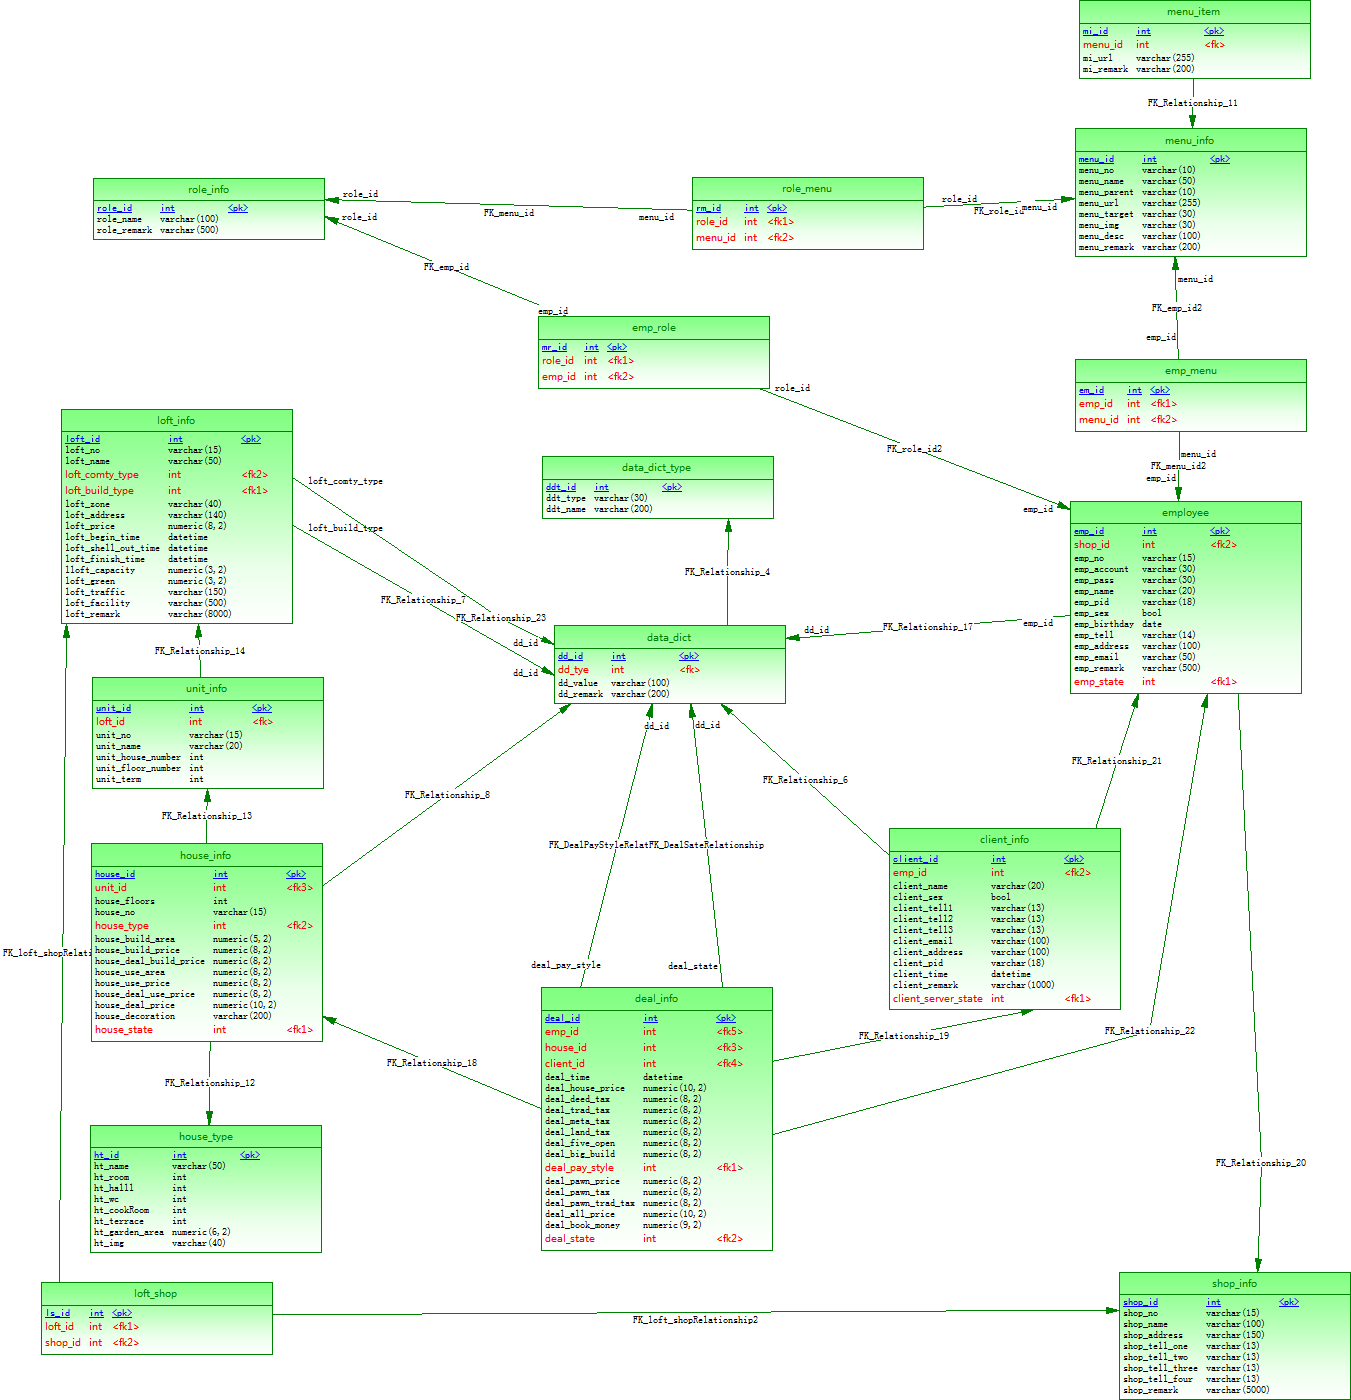 menu_item
mi_id int <pk>
menu_id int <fk>
mi_url varchar(255)
mi_remark varchar(200)
FK_Relationship_11
menu_info
menu_id int <pk>
menu_no varchar(10)
menu_name varchar(50)
menu_parent varchar(10)
menu_url varchar(255)
menu_target varchar(30)
menu_img varchar(30)
menu_desc varchar(100)
menu_remark varchar(200)
role_info
role_id int <pk>
role_name varchar(100)
role_remark varchar(500)
role_id
FK_menu_id
menu_id
role_menu
rm_id int <pk>
role_id int <fk1>
menu_id int <fk2>
role_id
FK_role_id
menu_id
role_id
FK_emp_id
emp_id
menu_id
FK_emp_id2
emp_id
emp_role
mr_id int <pk>
role_id int <fk1>
emp_id int <fk2>
role_id
FK_role_id2
emp_id
emp_menu
em_id int <pk>
emp_id int <fk1>
menu_id int <fk2>
menu_id
FK_menu_id2
emp_id
loft_info
loft_id int <pk>
loft_no varchar(15)
loft_name varchar(50)
loft_comty_type int <fk2>
loft_build_type int <fk1>
loft_zone varchar(40)
loft_address varchar(140)
loft_price numeric(8,2)
loft_begin_time datetime
loft_shell_out_time datetime
loft_finish_time datetime
lloft_capacity numeric(3,2)
loft_green numeric(3,2)
loft_traffic varchar(150)
loft_facility varchar(500)
loft_remark varchar(8000)
loft_comty_type
loft_build_type
FK_Relationship_7
FK_Relationship_23
dd_id
dd_id
data_dict_type
ddt_id int <pk>
ddt_type varchar(30)
ddt_name varchar(200)
FK_Relationship_4
employee
emp_id int <pk>
shop_id int <fk2>
emp_no varchar(15)
emp_account varchar(30)
emp_pass varchar(30)
emp_name varchar(20)
emp_pid varchar(18)
emp_sex bool
emp_birthday date
emp_tell varchar(14)
emp_address varchar(100)
emp_email varchar(50)
emp_remark varchar(500)
emp_state int <fk1>
data_dict
dd_id int <pk>
dd_tye int <fk>
dd_value varchar(100)
dd_remark varchar(200)
dd_id
FK_Relationship_17
emp_id
FK_Relationship_14
unit_info
unit_id int <pk>
loft_id int <fk>
unit_no varchar(15)
unit_name varchar(20)
unit_house_number int
unit_floor_number int
unit_term int
dd_id
dd_id
FK_Relationship_21
FK_Relationship_6
FK_Relationship_8
FK_Relationship_13
FK_DealPayStyleRelat
FK_DealSateRelationship
house_info
house_id int <pk>
unit_id int <fk3>
house_floors int
house_no varchar(15)
house_type int <fk2>
house_build_area numeric(5,2)
house_build_price numeric(8,2)
house_deal_build_price numeric(8,2)
house_use_area numeric(8,2)
house_use_price numeric(8,2)
house_deal_use_price numeric(8,2)
house_deal_price numeric(10,2)
house_decoration varchar(200)
house_state int <fk1>
FK_loft_shopRelati
client_info
client_id int <pk>
emp_id int <fk2>
client_name varchar(20)
client_sex bool
client_tell1 varchar(13)
client_tell2 varchar(13)
client_tell3 varchar(13)
client_email varchar(100)
client_address varchar(100)
client_pid varchar(18)
client_time datetime
client_remark varchar(1000)
client_server_state int <fk1>
deal_pay_style
deal_state
deal_info
deal_id int <pk>
emp_id int <fk5>
house_id int <fk3>
client_id int <fk4>
deal_time datetime
deal_house_price numeric(10,2)
deal_deed_tax numeric(8,2)
deal_trad_tax numeric(8,2)
deal_meta_tax numeric(8,2)
deal_land_tax numeric(8,2)
deal_five_open numeric(8,2)
deal_big_build numeric(8,2)
deal_pay_style int <fk1>
deal_pawn_price numeric(8,2)
deal_pawn_tax numeric(8,2)
deal_pawn_trad_tax numeric(8,2)
deal_all_price numeric(10,2)
deal_book_money numeric(9,2)
deal_state int <fk2>
FK_Relationship_19
FK_Relationship_22
FK_Relationship_18
FK_Relationship_12
house_type
ht_id int <pk>
ht_name varchar(50)
ht_room int
ht_hall1 int
ht_wc int
ht_cookRoom int
ht_terrace int
ht_garden_area numeric(6,2)
ht_img varchar(40)
FK_Relationship_20
loft_shop
ls_id int <pk>
loft_id int <fk1>
shop_id int <fk2>
FK_loft_shopRelationship2
shop_info
shop_id int <pk>
shop_no varchar(15)
shop_name varchar(100)
shop_address varchar(150)
shop_tell_one varchar(13)
shop_tell_two varchar(13)
shop_tell_three varchar(13)
shop_tell_four varchar(13)
shop_remark varchar(5000)